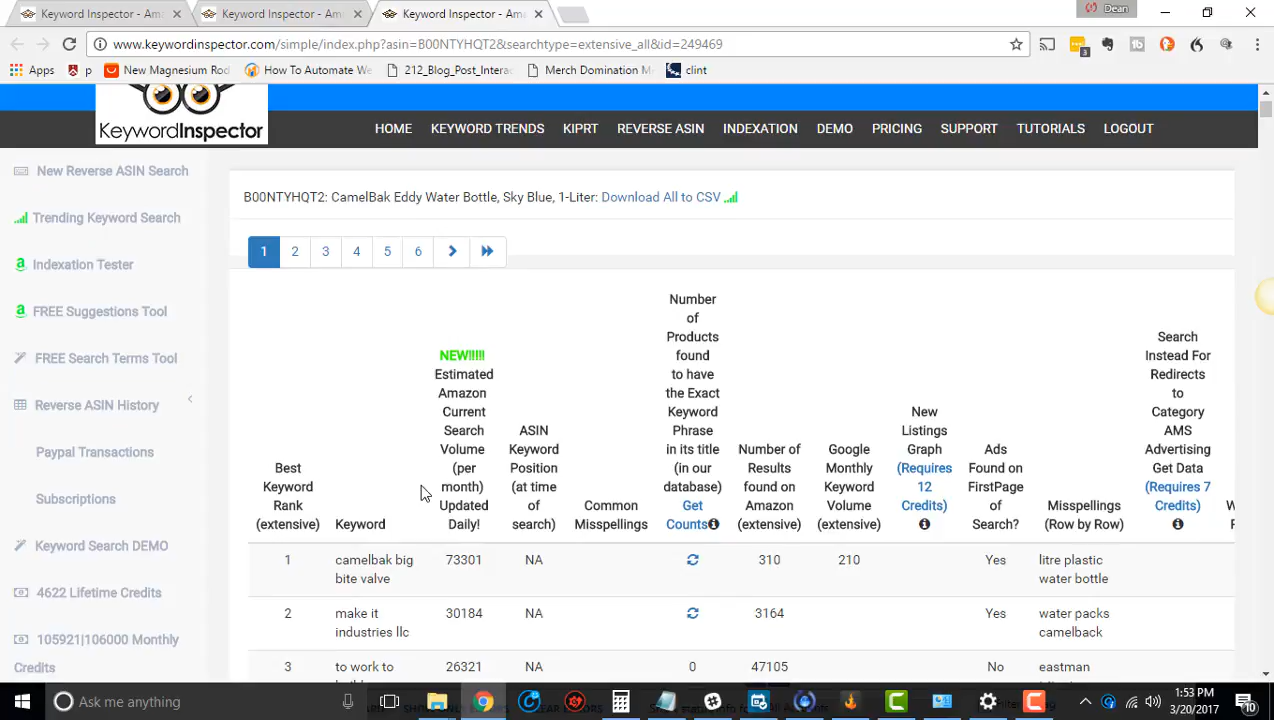 Keyword Inspector - Ama
Keyword Inspector - Ama
Keyword Inspector - Ama
Dean
www.keywordinspector.com/simple/index.php?asin=B00NTYHQT2&searchtype=extensive_all&id=249469
3
Apps
p
New Magnesium Rod
How To Automate We
212_Blog_Post_Intera
Merch Domination M
clint
KeywordInspector
HOME
KEYWORD TRENDS
KIPRT
REVERSE ASIN
INDEXATION
DEMO
PRICING
SUPPORT
TUTORIALS
LOGOUT
New Reverse ASIN Search
Trending Keyword Search
Indexation Tester
FREE Suggestions Tool
FREE Search Terms Tool
Reverse ASIN History
Paypal Transactions
Subscriptions
Keyword Search DEMO
4622 Lifetime Credits
105921|106000 Monthly
Credits
B00NTYHQT2: CamelBak Eddy Water Bottle, Sky Blue, 1-Liter: Download All to CSV
1 2 3 4 5 6
Best
Keyword
Rank
(extensive)
Keyword
NEW!!!!!
Estimated
Amazon
Current
Search
Volume
(per
month)
Updated
Daily!
ASIN
Keyword
Position
(at time
of
search)
Common
Misspellings
Number
of
Products
found
to have
the Exact
Keyword
Phrase
in its title
(in our
database)
Get
Counts
Number of
Results
found on
Amazon
(extensive)
Google
Monthly
Keyword
Volume
(extensive)
New
Listings
Graph
(Requires
12
Credits)
Ads
Found on
FirstPage
of
Search?
Misspellings
(Row by Row)
Search
Instead For
Redirects
to
Category
AMS
Advertising
Get Data
(Requires 7
Credits)
1 camelbak big 73301 NA 310 210 Yes litre plastic
bite valve water bottle
2 make it 30184 NA 3164 Yes water packs
industries llc camelback
3 to work to 26321 NA 0 47105 No eastman
Ask me anything
1:53 PM
3/20/2017
10